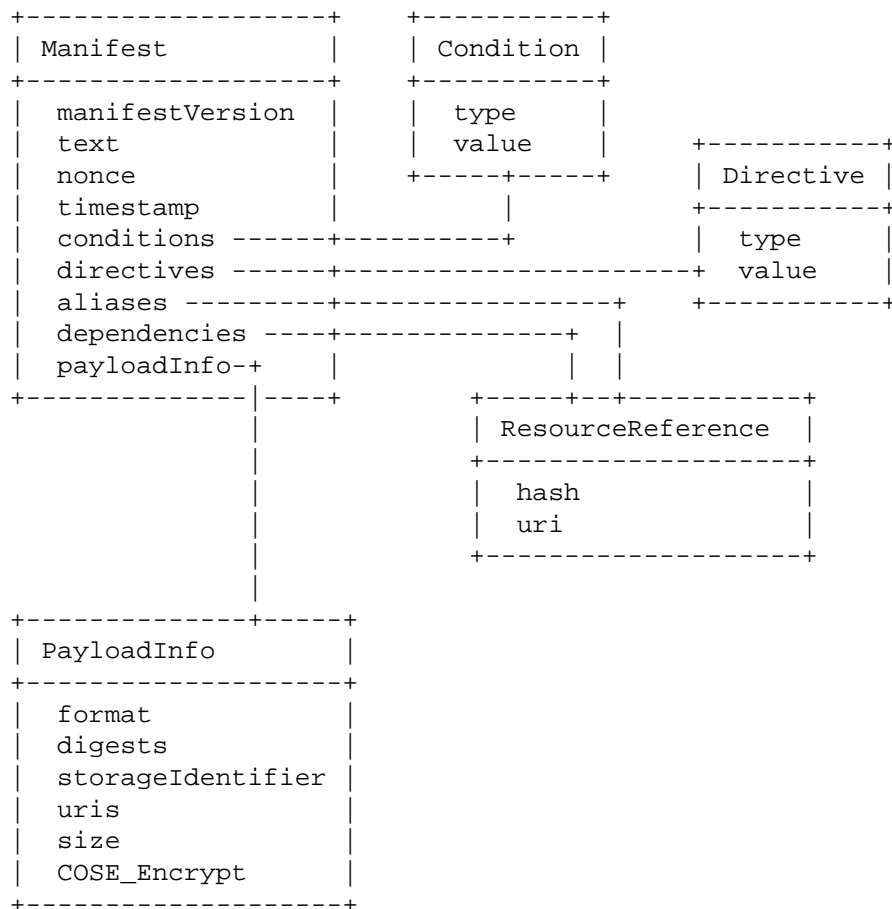 Manifest
manifestVersion
text
nonce
timestamp
conditions
directives
aliases
dependencies
payloadInfo
Condition
type
value
Directive
type
value
ResourceReference
hash
uri
PayloadInfo
format
digests
storageIdentifier
uris
size
COSE_Encrypt